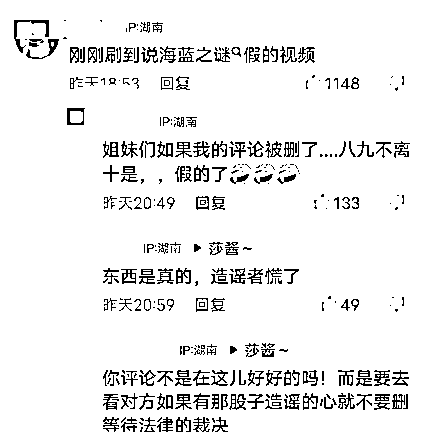 IP:湖南
刚刚刷到说海蓝之谜假的视频
昨天18:53 回复 1148
IP:湖南
姐妹们如果我的评论被删了....八九不离
十是，，假的了
昨天20:49 回复 133
IP:湖南 ▶ 莎酱~
东西是真的，造谣者慌了
昨天20:59 回复 49
IP:湖南 ▶ 莎酱~
你评论不是在这儿好好的吗！而是要去
看对方如果有那股子造谣的心就不要删
等待法律的裁决